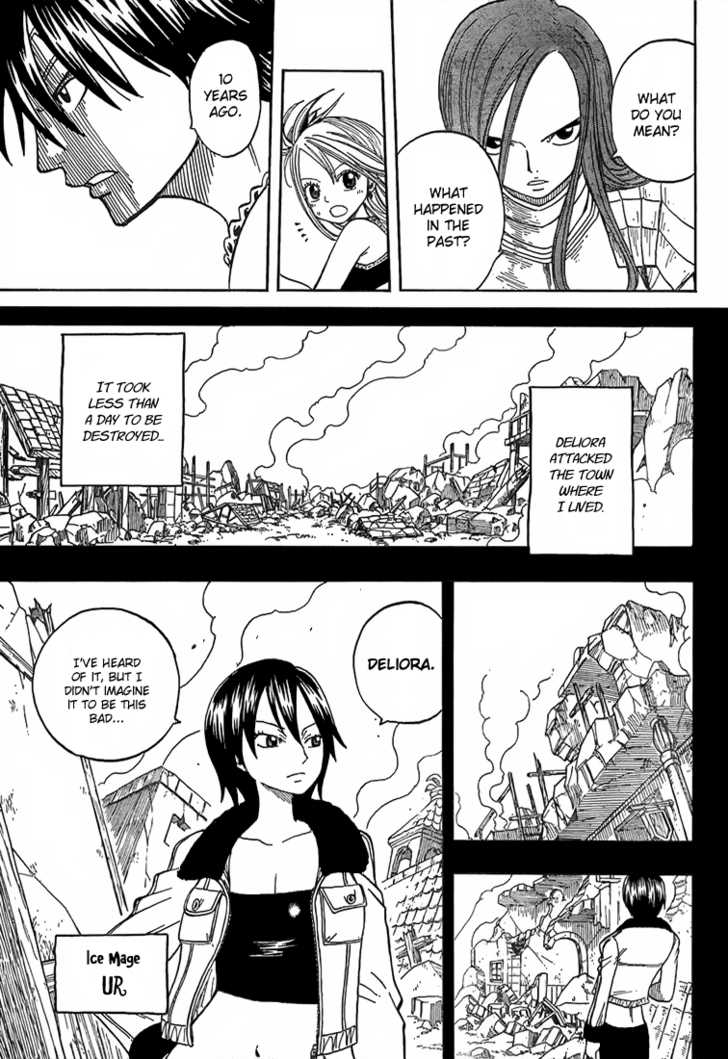 WHAT
DO YOU
MEAN?
WHAT
HAPPENED
IN THE
PAST?
10
YEARS
AGO.
DELIORA
ATTACKED
THE TOWN
WHERE
I LIVED.
IT TOOK
LESS THAN
A DAY TO BE
DESTROYED...
DELIORA.
I'VE HEARD
OF IT, BUT I
DIDN'T IMAGINE
IT TO BE THIS
BAD...
Ice Mage
UR